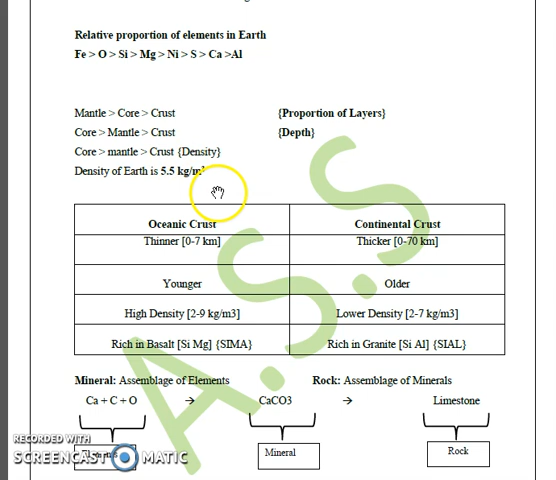 Relative proportion of elements in Earth
Fe > O > Si > Mg > Ni > S > Ca >Al
Mantle > Core > Crust {Proportion of Layers}
Core > Mantle > Crust {Depth}
Core > mantle > Crust {Density}
Density of Earth is 5.5 kg/m³
Oceanic Crust Continental Crust
Thinner [0-7 km] Thicker [0-70 km]
Younger Older
High Density [2-9 kg/m3] Lower Density [2-7 kg/m3]
Rich in Basalt [Si Mg] {SIMA} Rich in Granite [Si Al] {SIAL}
Mineral: Assemblage of Elements Rock: Assemblage of Minerals
Ca + C + O → CaCO3 → Limestone
Mineral Rock
A.S.S
RECORDED WITH
SCREENCAST MATIC